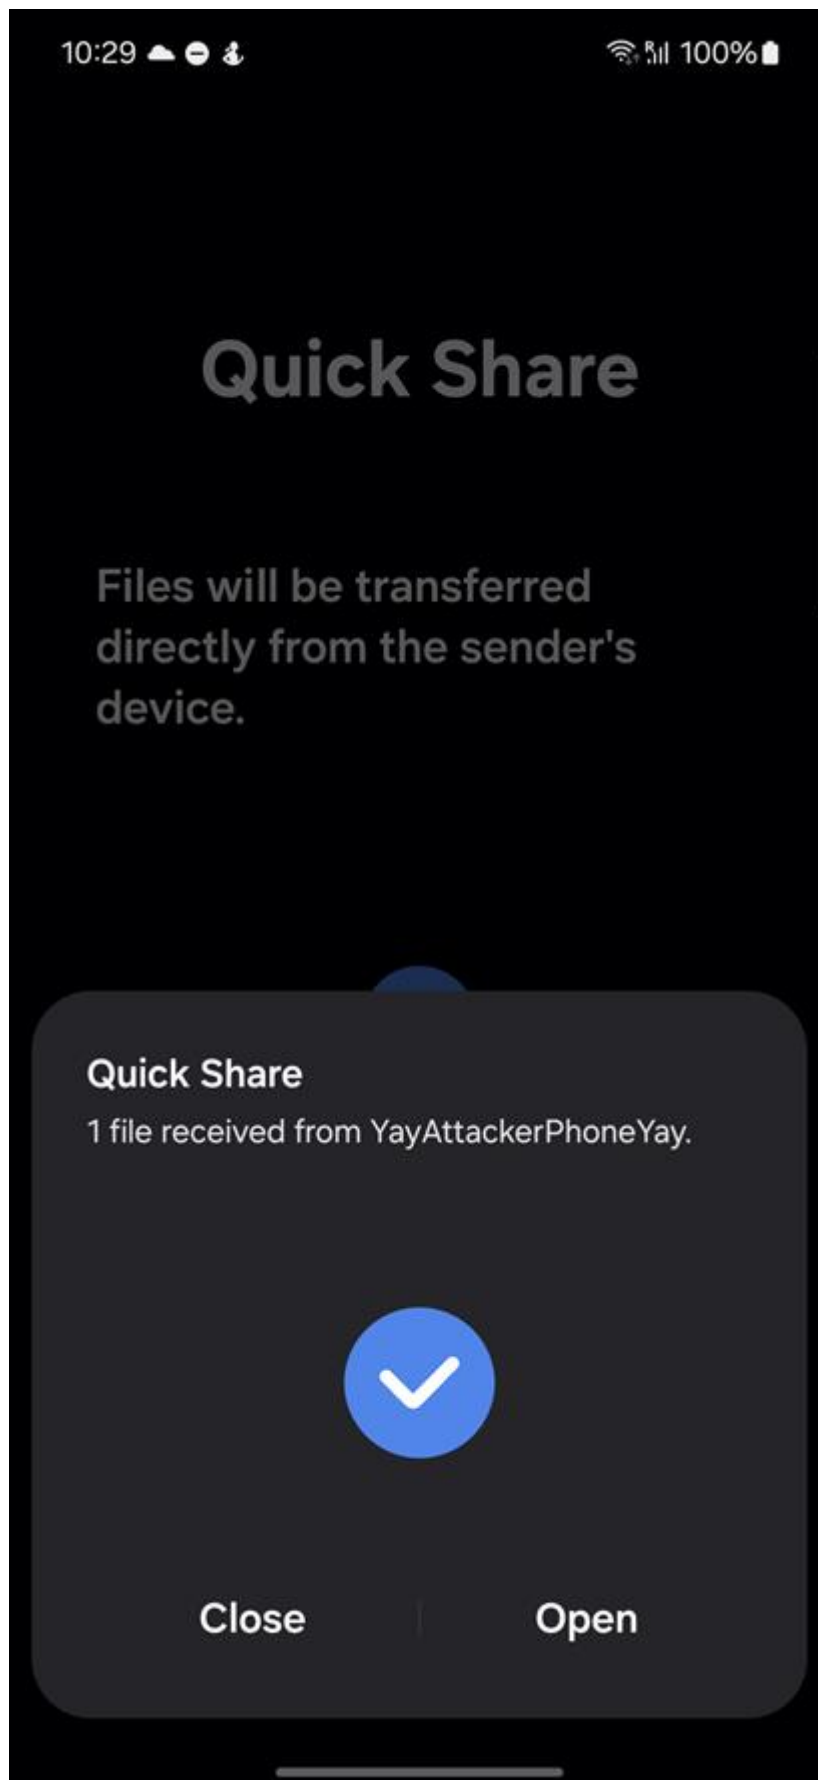 10:29 100%
Quick Share
Files will be transferred
directly from the sender's
device.
Quick Share
1 file received from YayAttackerPhoneYay.
Close Open